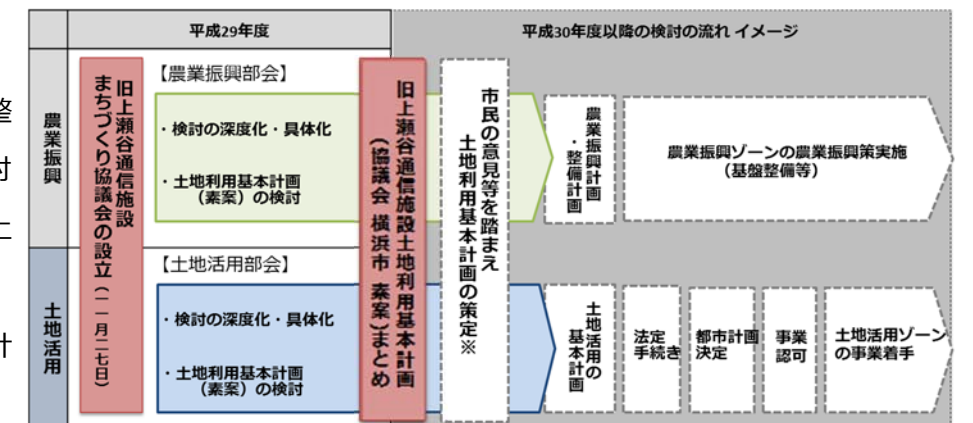 平成29年度
平成30年度以降の検討の流れ イメージ
整
討
計
農業振興
土地活用
旧上瀬谷通信施設
まちづくり協議会の設立(一一月二七日)
【農業振興部会】
・検討の深度化・具体化
・土地利用基本計画
(素案)の検討
【土地活用部会】
・検討の深度化・具体化
・土地利用基本計画
(素案)の検討
旧上瀬谷通信施設土地利用基本計画
(協議会 横浜市 素案)まとめ
市民の意見等を踏まえ
土地利用基本計画の策定※
農業振興計画
・整備計画
農業振興ゾーンの農業振興策実施
(基盤整備等)
土地活用の
基本計画
法定
手続き
都市計画
決定
事業
認可
土地活用ゾーン
の事業着手